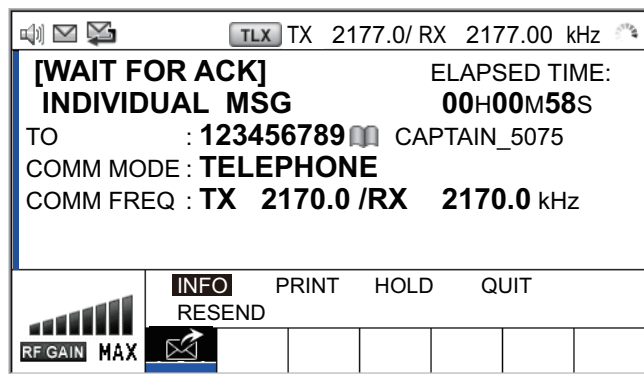 TLX TX 2177.0/ RX 2177.00 kHz
[WAIT FOR ACK] ELAPSED TIME:
INDIVIDUAL MSG 00H00M58S
TO : 123456789 CAPTAIN_5075
COMM MODE : TELEPHONE
COMM FREQ : TX 2170.0 /RX 2170.0 kHz
INFO PRINT HOLD QUIT
RESEND
RF GAIN MAX